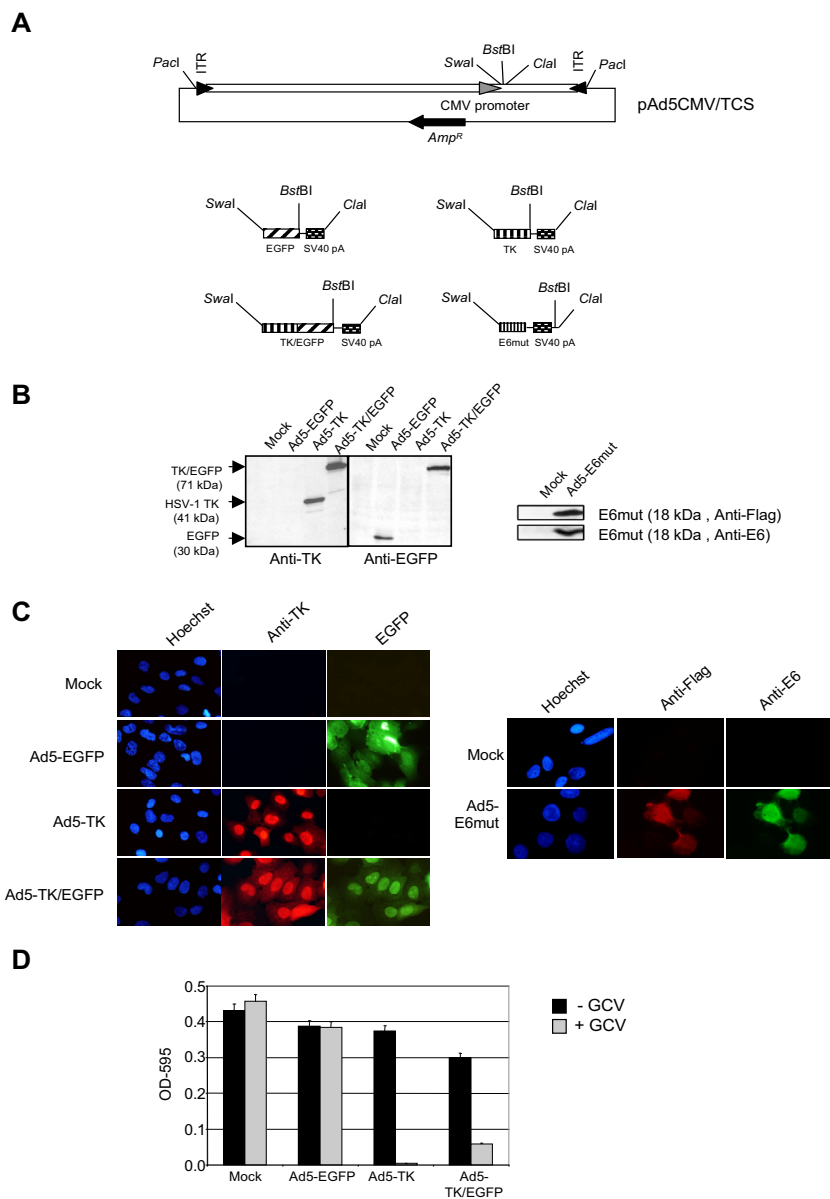 A
PacI
ITR
SwaI
BstBI
ClaI
ITR
PacI
CMV promoter
pAd5CMV/TCS
AmpR
SwaI
BstBI
ClaI
EGFP SV40 pA
SwaI
BstBI
ClaI
TK SV40 pA
SwaI
BstBI
ClaI
TK/EGFP SV40 pA
SwaI
BstBI
ClaI
E6mut SV40 pA
B
Mock
Ad5-EGFP
Ad5-TK
Ad5-TK/EGFP
Mock
Ad5-EGFP
Ad5-TK
Ad5-TK/EGFP
TK/EGFP
(71 kDa)
HSV-1 TK
(41 kDa)
EGFP
(30 kDa)
Anti-TK
Anti-EGFP
Mock
Ad5-E6mut
E6mut (18 kDa , Anti-Flag)
E6mut (18 kDa , Anti-E6)
C
Hoechst
Anti-TK
EGFP
Mock
Ad5-EGFP
Ad5-TK
Ad5-TK/EGFP
Hoechst
Anti-Flag
Anti-E6
Mock
Ad5-
E6mut
D
OD-595
0.5
0.4
0.3
0.2
0.1
0.0
Mock
Ad5-EGFP
Ad5-TK
Ad5-
TK/EGFP
- GCV
+ GCV